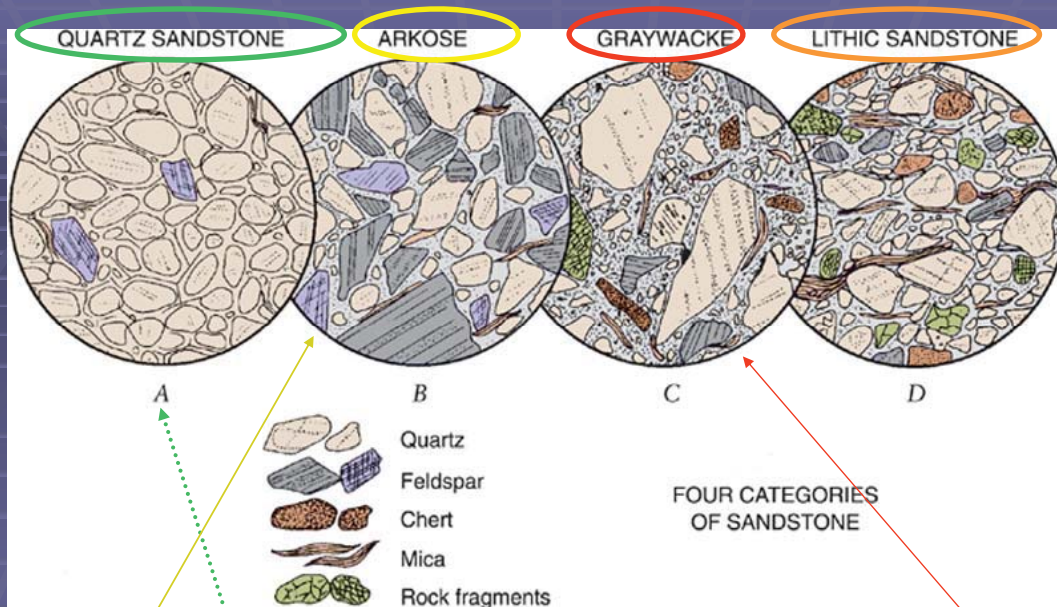 QUARTZ SANDSTONE ARKOSE GRAYWACKE LITHIC SANDSTONE
A B C D
Quartz
Feldspar
Chert
Mica
Rock fragments
FOUR CATEGORIES
OF SANDSTONE